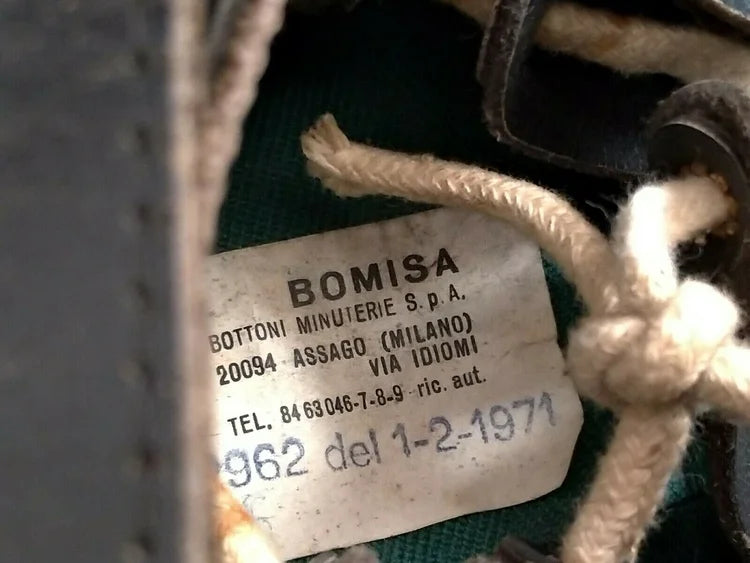 BOMISA
BOTTONI MINUTERIE S.p.A.
20094 ASSAGO (MILANO)
VIA IDIOMI
TEL. 8463046-7-8-9 ric. aut.
962 del 1-2-1971